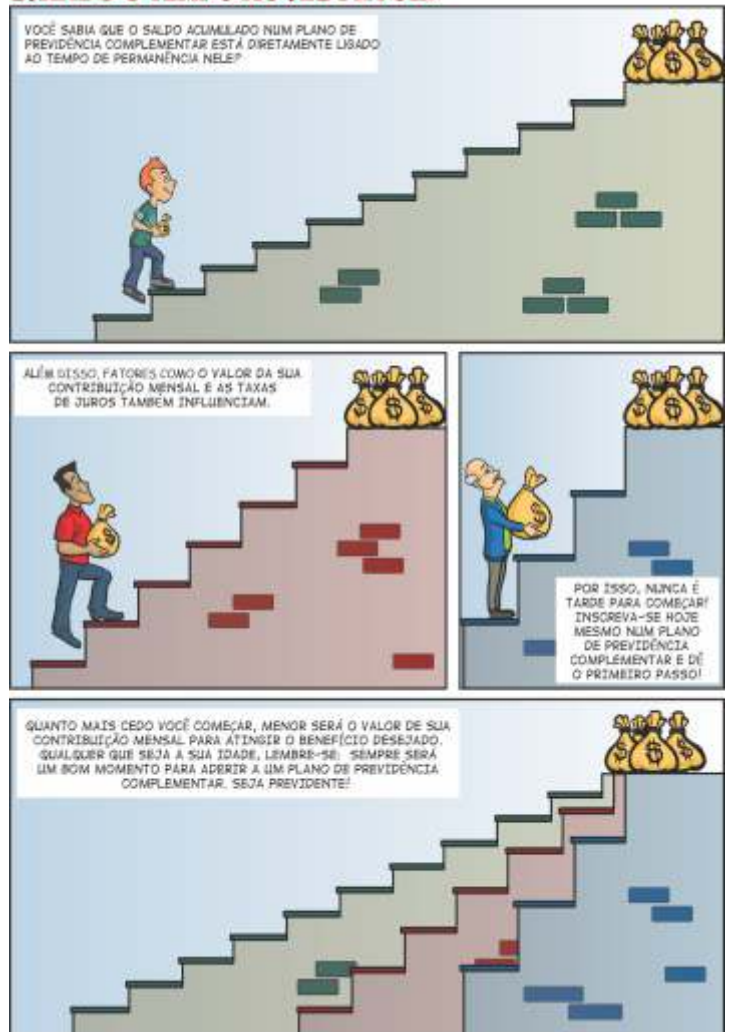 VOCÊ SABIA QUE O SALDO ACUMULADO NUM PLANO DE
PREVIDÊNCIA COMPLEMENTAR ESTÁ DIRETAMENTE LIGADO
AO TEMPO DE PERMANÊNCIA NELE?
ALÉM DISSO, FATORES COMO O VALOR DA SUA
CONTRIBUIÇÃO MENSAL E AS TAXAS
DE JUROS TAMBÉM INFLUENCIAM.
POR ISSO, NUNCA É
TARDE PARA COMEÇAR!
INSCREVA-SE HOJE
MESMO NUM PLANO
DE PREVIDÊNCIA
COMPLEMENTAR E DÊ
O PRIMEIRO PASSO!
QUANTO MAIS CEDO VOCÊ COMEÇAR, MENOR SERÁ O VALOR DE SUA
CONTRIBUIÇÃO MENSAL PARA ATINGIR O BENEFÍCIO DESEJADO.
QUALQUER QUE SEJA A SUA IDADE, LEMBRE-SE: SEMPRE SERÁ
UM BOM MOMENTO PARA ADERIR A UM PLANO DE PREVIDÊNCIA
COMPLEMENTAR. SEJA PREVIDENTE!